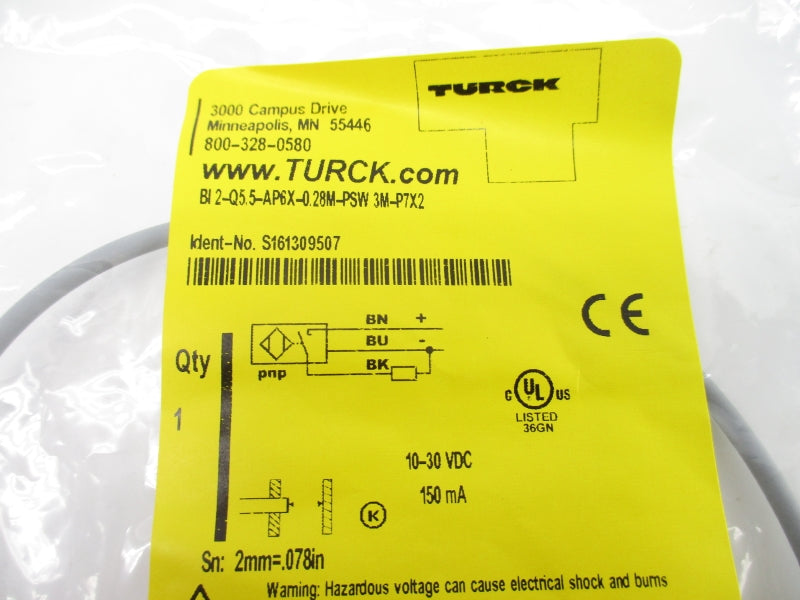 TURCK
3000 Campus Drive
Minneapolis, MN 55446
800-328-0580
www.TURCK.com
BI 2-Q5.5-AP6X-0.28M-PSW 3M-P7X2
Ident-No. S161309507
BN +
BU -
BK
pnp
CE
Qty
1
C UL US
LISTED
36GN
10-30 VDC
150 mA
K
Sn: 2mm=.078in
Warning: Hazardous voltage can cause electrical shock and burns